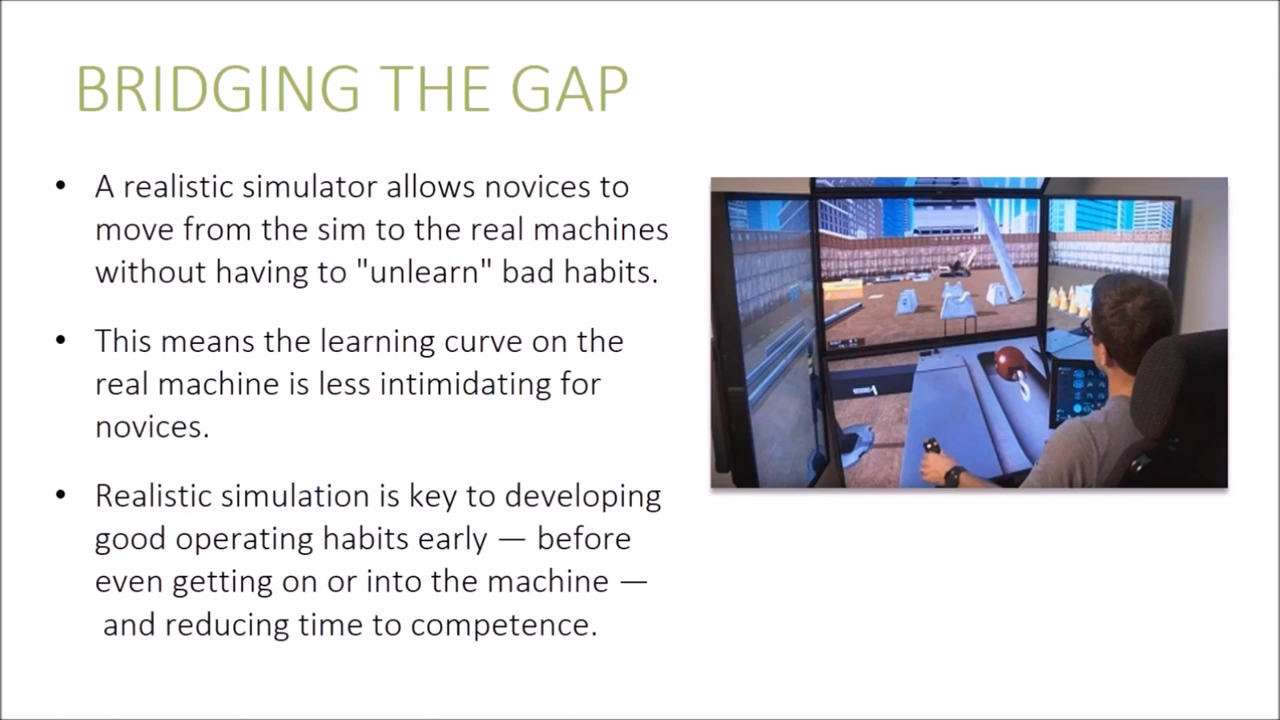 BRIDGING THE GAP
• A realistic simulator allows novices to
move from the sim to the real machines
without having to "unlearn" bad habits.
• This means the learning curve on the
real machine is less intimidating for
novices.
• Realistic simulation is key to developing
good operating habits early — before
even getting on or into the machine —
and reducing time to competence.